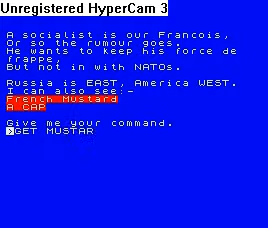 Unregistered HyperCam 3
A socialist is our Francois,
Or so the rumour goes,
He wants to keep his force de
frappe,
But not in with NATOs.
Russia is EAST, America WEST.
I can also see:-
French Mustard
A CAP
Give me your command.
>GET MUSTAR